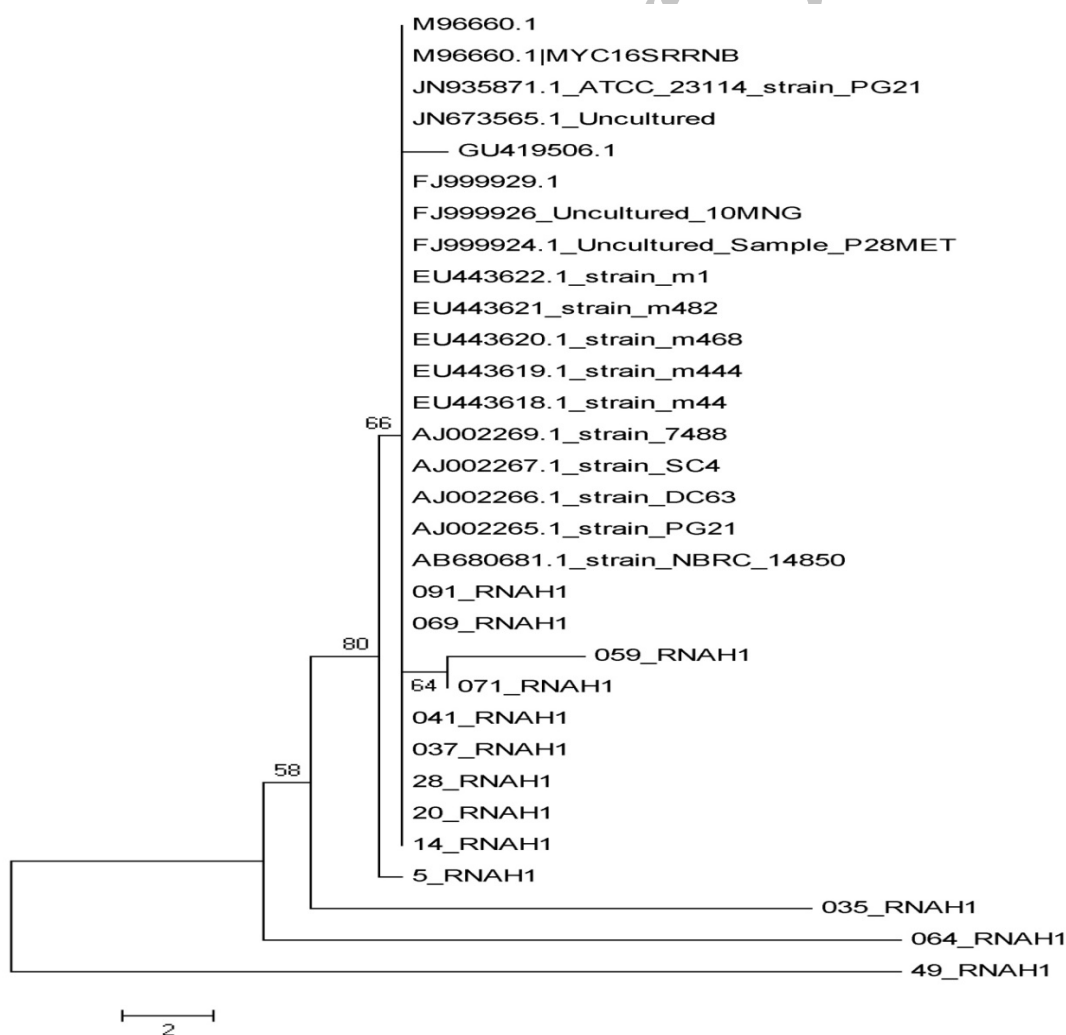 M96660.1
M96660.1|MYC16SRRNB
JN935871.1_ATCC_23114_strain_PG21
JN673565.1_Uncultured
GU419506.1
FJ999929.1
FJ999926_Uncultured_10MNG
FJ999924.1_Uncultured_Sample_P28MET
EU443622.1_strain_m1
EU443621_strain_m482
EU443620.1_strain_m468
EU443619.1_strain_m444
EU443618.1_strain_m44
66
AJ002269.1_strain_7488
AJ002267.1_strain_SC4
AJ002266.1_strain_DC63
AJ002265.1_strain_PG21
AB680681.1_strain_NBRC_14850
091_RNAH1
069_RNAH1
80
059_RNAH1
64
071_RNAH1
041_RNAH1
037_RNAH1
58
28_RNAH1
20_RNAH1
14_RNAH1
5_RNAH1
035_RNAH1
064_RNAH1
49_RNAH1
2